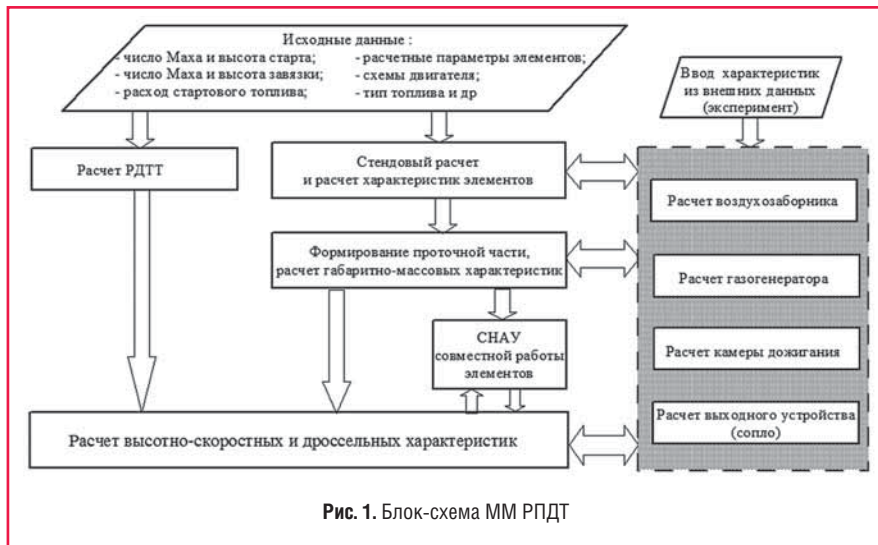 Исходные данные :
- число Маха и высота старта;
- число Маха и высота завязки;
- расход стартового топлива;
- расчетные параметры элементов;
- схемы двигателя;
- тип топлива и др
Ввод характеристик
из внешних данных
(эксперимент)
Расчет РДТТ
Стендовый расчет
и расчет характеристик элементов
Расчет воздухозаборника
Формирование проточной части,
расчет габаритно-массовых характеристик
Расчет газогенератора
СНАУ
совместной работы
элементов
Расчет камеры дожигания
Расчет высотно-скоростных и дроссельных характеристик
Расчет выходного устройства
(сопло)
Рис. 1. Блок-схема ММ РПДТ